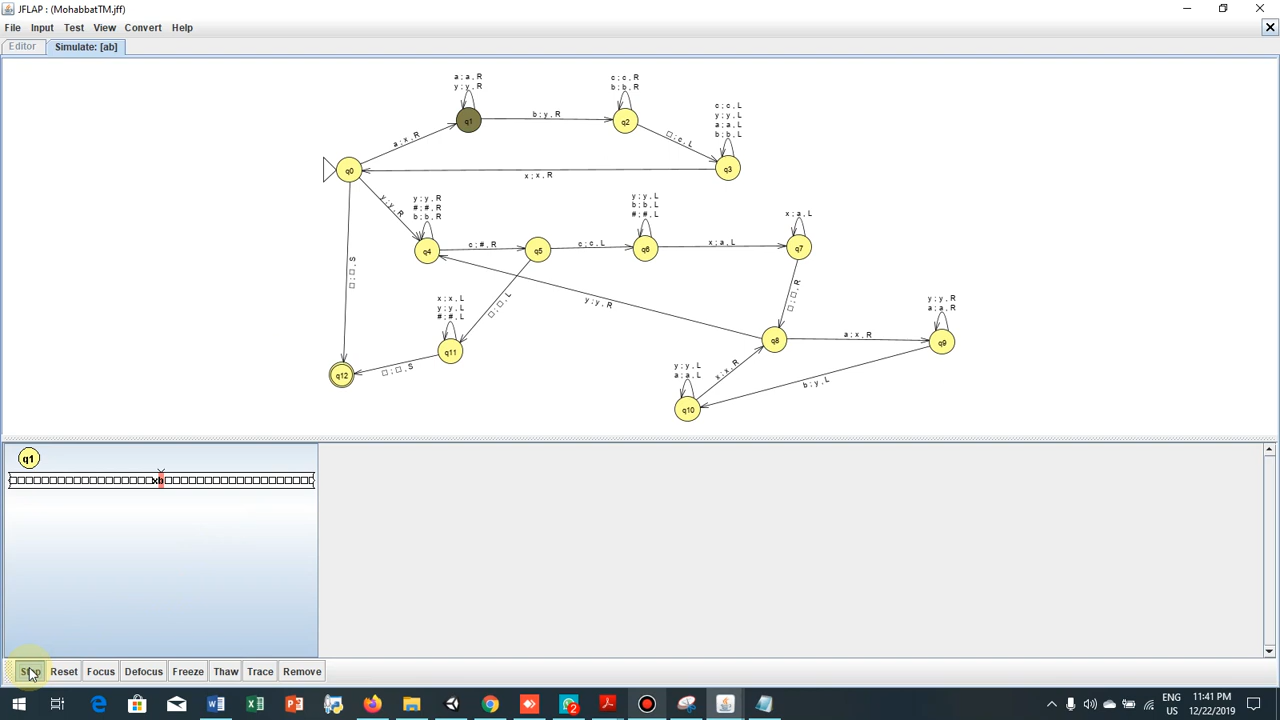 JFLAP : (MohabbatTM.jff)
File Input Test View Convert Help
Editor Simulate: [ab]
a ; a , R
y ; y , R
c ; c , R
b ; b , R
c ; c , L
y ; y , L
a ; a , L
b ; b , L
q1
b ; y , R
q2
a ; x , R
□ ; c , L
q0
x ; x , R
q3
y ; y , R
y ; y , R
# ; # , R
b ; b , R
y ; y , L
b ; b , L
# ; # , L
x ; a , L
q4
c ; # , R
q5
c ; c , L
q6
x ; a , L
q7
□ ; □ , S
□ ; □ , L
y ; y , R
□ ; □ , R
x ; x , L
y ; y , L
# ; # , L
y ; y , R
a ; a , R
q11
q8
a ; x , R
q9
q12
□ ; □ , S
y ; y , L
a ; a , L
x ; x , R
b ; y , L
q10
q1
xb
Step Reset Focus Defocus Freeze Thaw Trace Remove
2
ENG
US
11:41 PM
12/22/2019